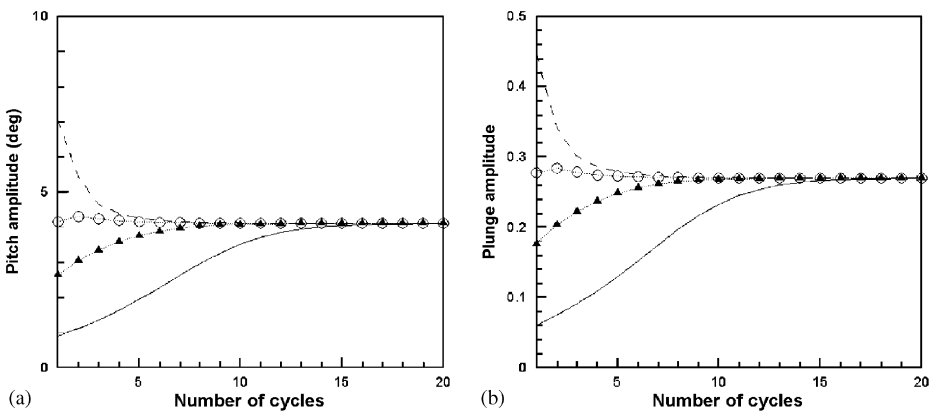 10
5
0
Pitch amplitude (deg)
5
10
15
20
Number of cycles
(a)
0.5
0.4
0.3
0.2
0.1
0
Plunge amplitude
5
10
15
20
Number of cycles
(b)